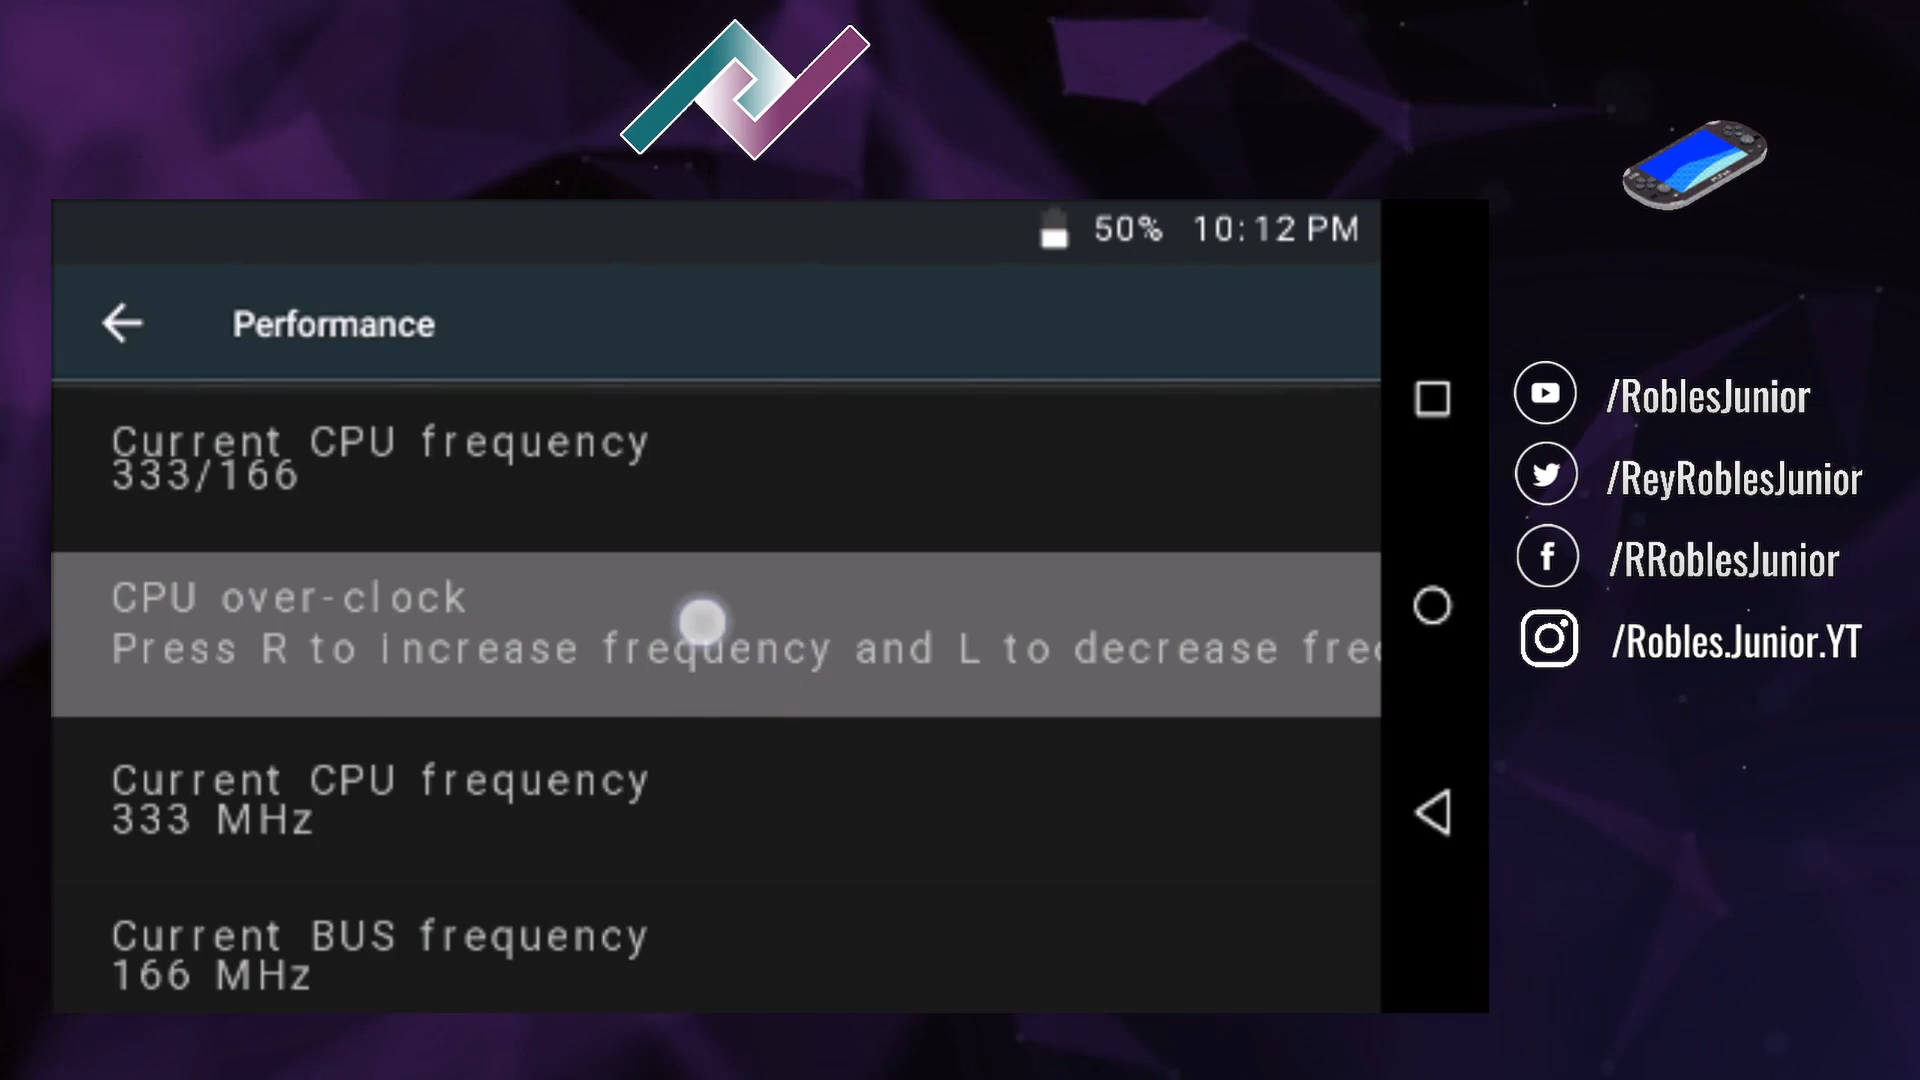 50% 10:12 PM
Performance
Current CPU frequency
333/166
CPU over-clock
Press R to increase frequency and L to decrease fre
Current CPU frequency
333 MHz
Current BUS frequency
166 MHz
/RoblesJunior
/ReyRoblesJunior
/RRoblesJunior
/Robles.Junior.YT